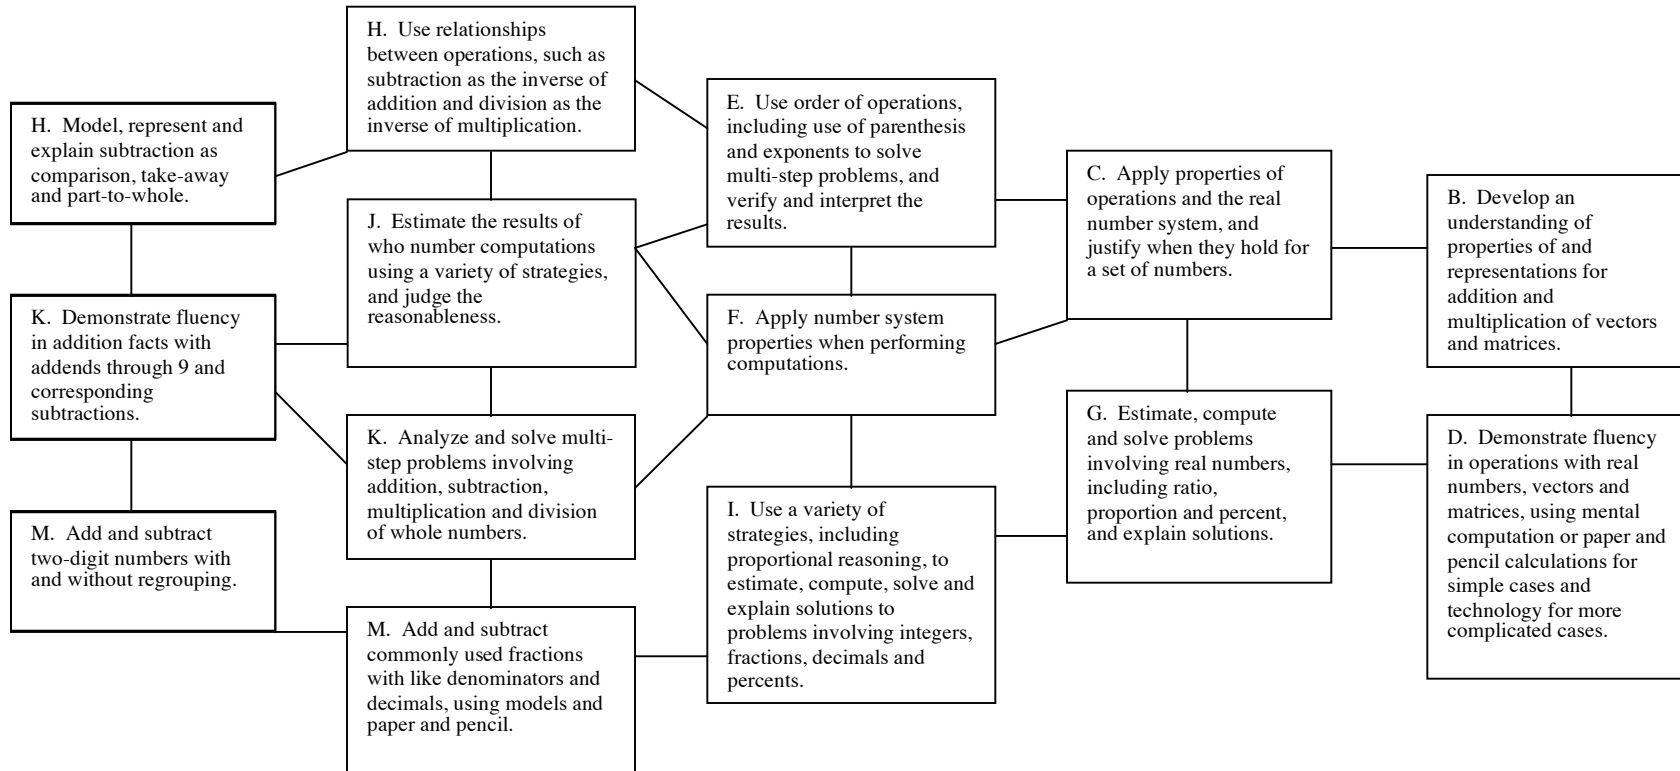 H.  Model, represent and
explain subtraction as
comparison, take-away
and part-to-whole.
K.  Demonstrate fluency
in addition facts with
addends through 9 and
corresponding
subtractions.
M.  Add and subtract
two-digit numbers with
and without regrouping.
H.  Use relationships
between operations, such as
subtraction as the inverse of
addition and division as the
inverse of multiplication.
J.  Estimate the results of
who number computations
using a variety of strategies,
and judge the
reasonableness.
K.  Analyze and solve multi-
step problems involving
addition, subtraction,
multiplication and division
of whole numbers.
M.  Add and subtract
commonly used fractions
with like denominators and
decimals, using models and
paper and pencil.
E.  Use order of operations,
including use of parenthesis
and exponents to solve
multi-step problems, and
verify and interpret the
results.
F.  Apply number system
properties when performing
computations.
I.  Use a variety of
strategies, including
proportional reasoning, to
estimate, compute, solve and
explain solutions to
problems involving integers,
fractions, decimals and
percents.
C.  Apply properties of
operations and the real
number system, and
justify when they hold for
a set of numbers.
G.  Estimate, compute
and solve problems
involving real numbers,
including ratio,
proportion and percent,
and explain solutions.
B.  Develop an
understanding of
properties of and
representations for
addition and
multiplication of vectors
and matrices.
D.  Demonstrate fluency
in operations with real
numbers, vectors and
matrices, using mental
computation or paper and
pencil calculations for
simple cases and
technology for more
complicated cases.